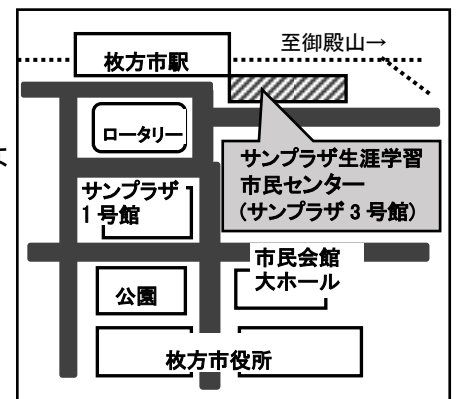 至御殿山→
枚方市駅
ロータリー
サンプラザ生涯学習
市民センター
(サンプラザ3号館)
サンプラザ
1号館
市民会館
大ホール
公園
枚方市役所